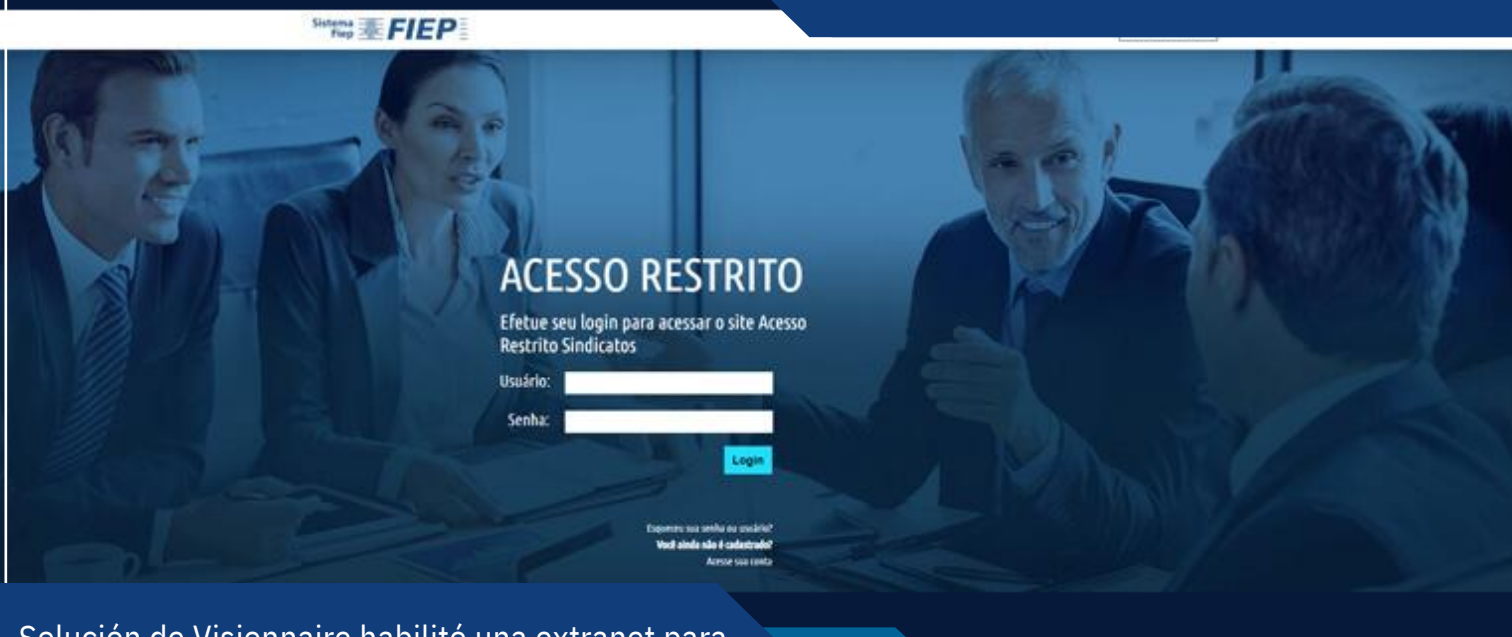 Sistema
Fiep
FIEP
ACESSO RESTRITO
Efetue seu login para acessar o site Acesso
Restrito Sindicatos
Usuário:
Senha:
Login
Esqueceu sua senha ou usuário?
Você ainda não é cadastrado?
Acesse sua conta
Solución de Visionnaire habilitó una extranet para